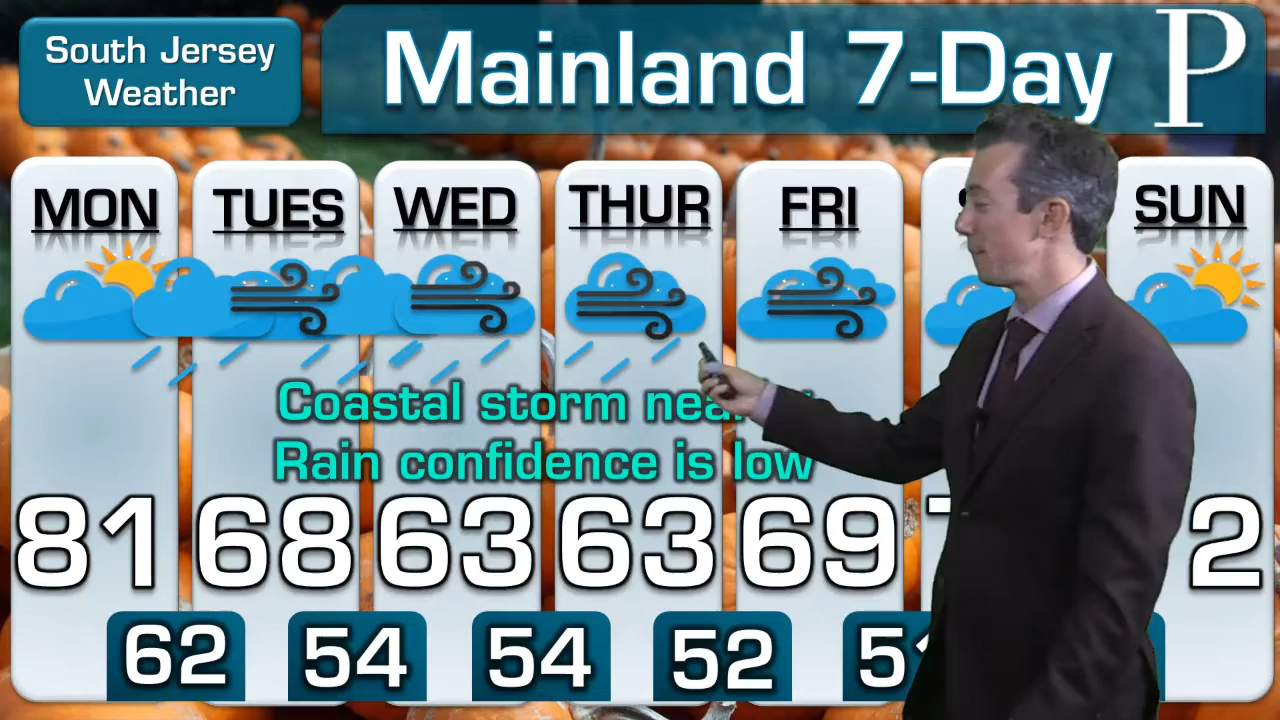 South Jersey
Weather
Mainland 7-Day
P
MON TUES WED THUR FRI SUN
Coastal storm
Rain confidence is low
81 68 63 63 69
62 54 54 52